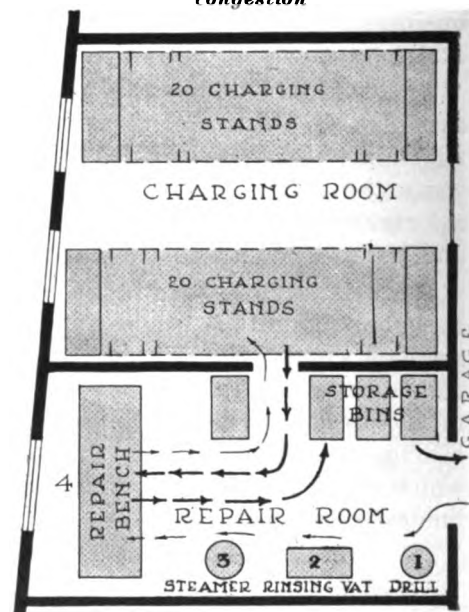 congestion
20 CHARGING
STANDS
CHARGING ROOM
20 CHARGING
STANDS
STORAGE
BINS
GARAGE
4
REPAIR
BENCH
REPAIR ROOM
3
2
1
STEAMER RINSING VAT DRILL